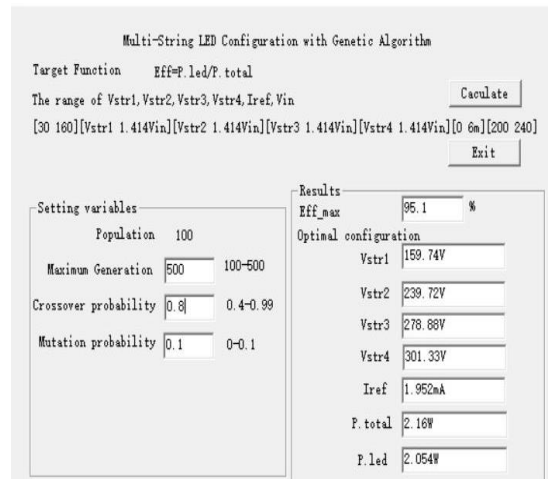 Multi-String LED Configuration with Genetic Algorithm
Target Function Eff=P.led/P.total
The range of Vstr1,Vstr2,Vstr3,Vstr4,Iref,Vin
Caculate
[30 160][Vstr1 1.414Vin][Vstr2 1.414Vin][Vstr3 1.414Vin][Vstr4 1.414Vin][0 6m][200 240]
Exit
Setting variables
Population 100
Maximum Generation 500 100-500
Crossover probability 0.8 0.4-0.99
Mutation probability 0.1 0-0.1
Results
Eff_max 95.1 %
Optimal configuration
Vstr1 159.74V
Vstr2 239.72V
Vstr3 278.88V
Vstr4 301.33V
Iref 1.952mA
P.total 2.16W
P.led 2.054W